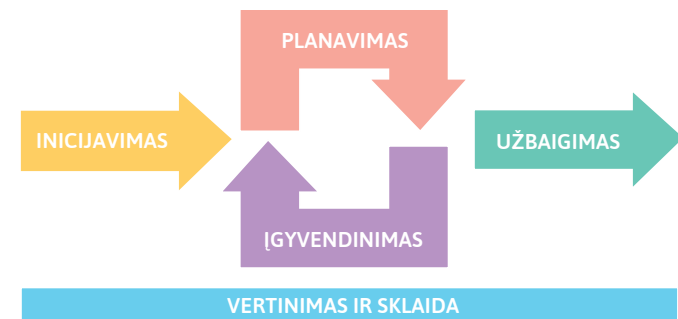 PLANAVIMAS
INICIJAVIMAS
UŽBAIGIMAS
ĮGYVENDINIMAS
VERTINIMAS IR SKLAIDA